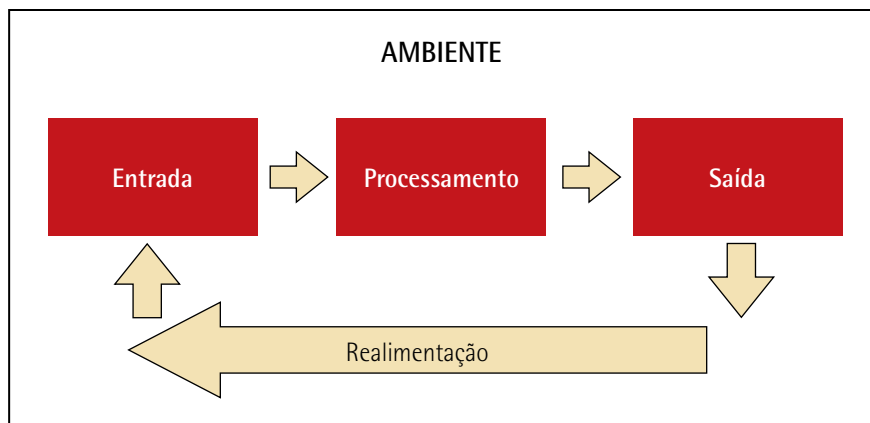 AMBIENTE
Entrada
Processamento
Saída
Realimentação